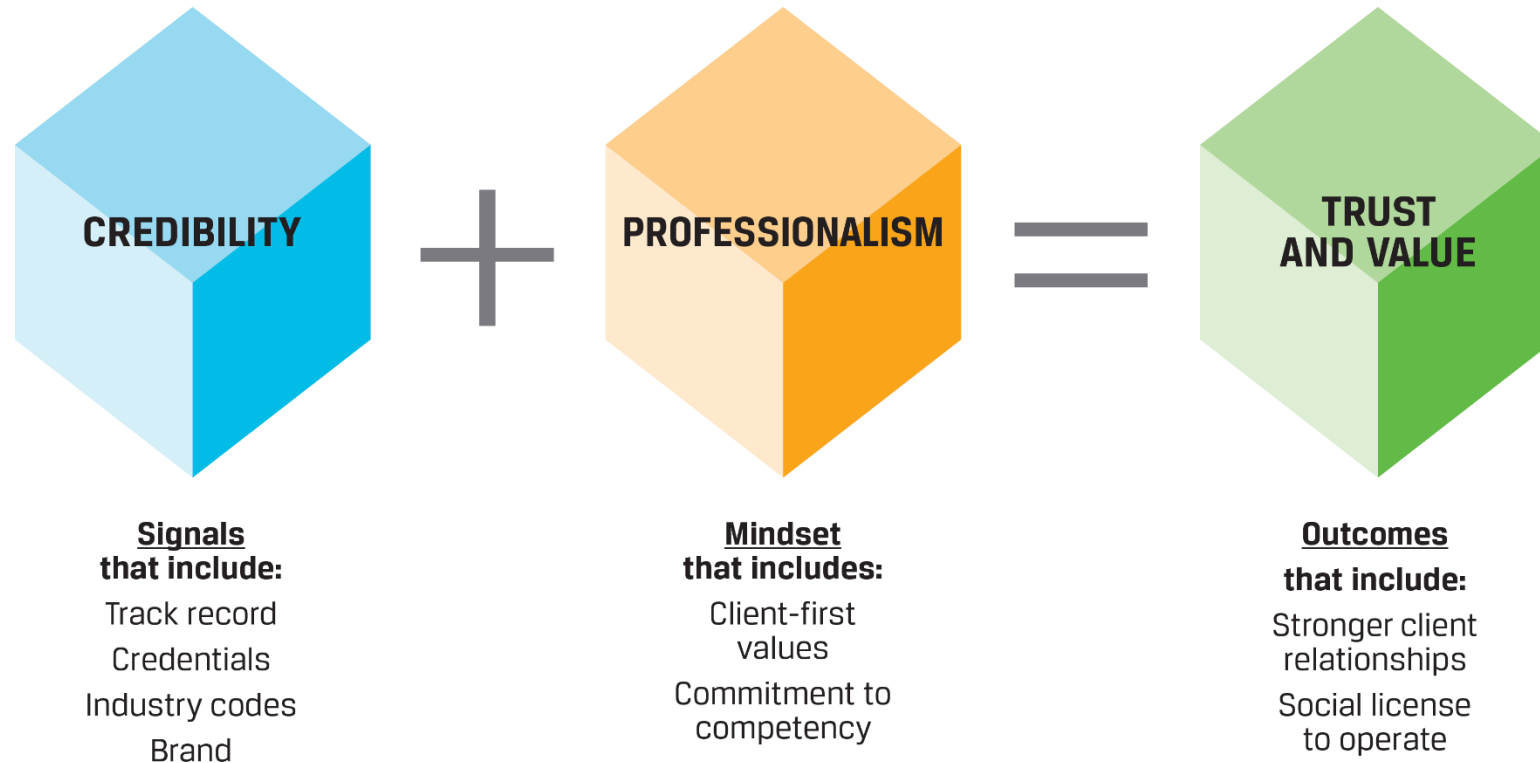 CREDIBILITY
PROFESSIONALISM
TRUST
AND VALUE
Signals
that include:
Track record
Credentials
Industry codes
Brand
Mindset
that includes:
Client-first
values
Commitment to
competency
Outcomes
that include:
Stronger client
relationships
Social license
to operate